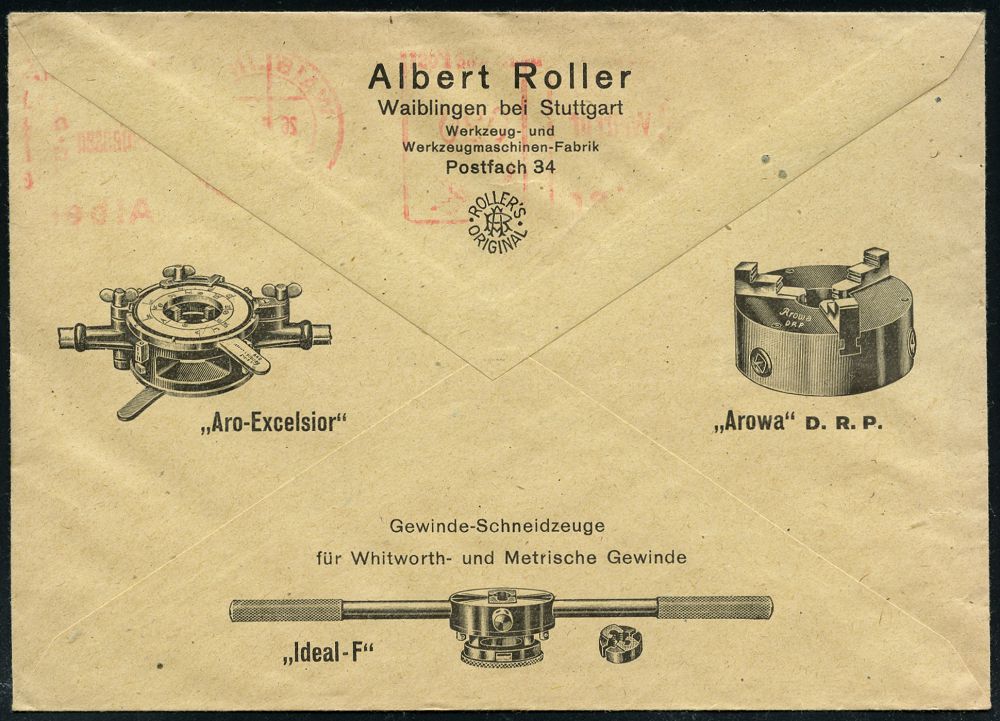 Albert Roller
Waiblingen bei Stuttgart
Werkzeug- und
Werkzeugmaschinen-Fabrik
Postfach 34
ROLLER'S
ORIGINAL
Arowa
DRP
„Aro-Excelsior“
„Arowa“ D. R. P.
Gewinde-Schneidzeuge
für Whitworth- und Metrische Gewinde
„Ideal-F“